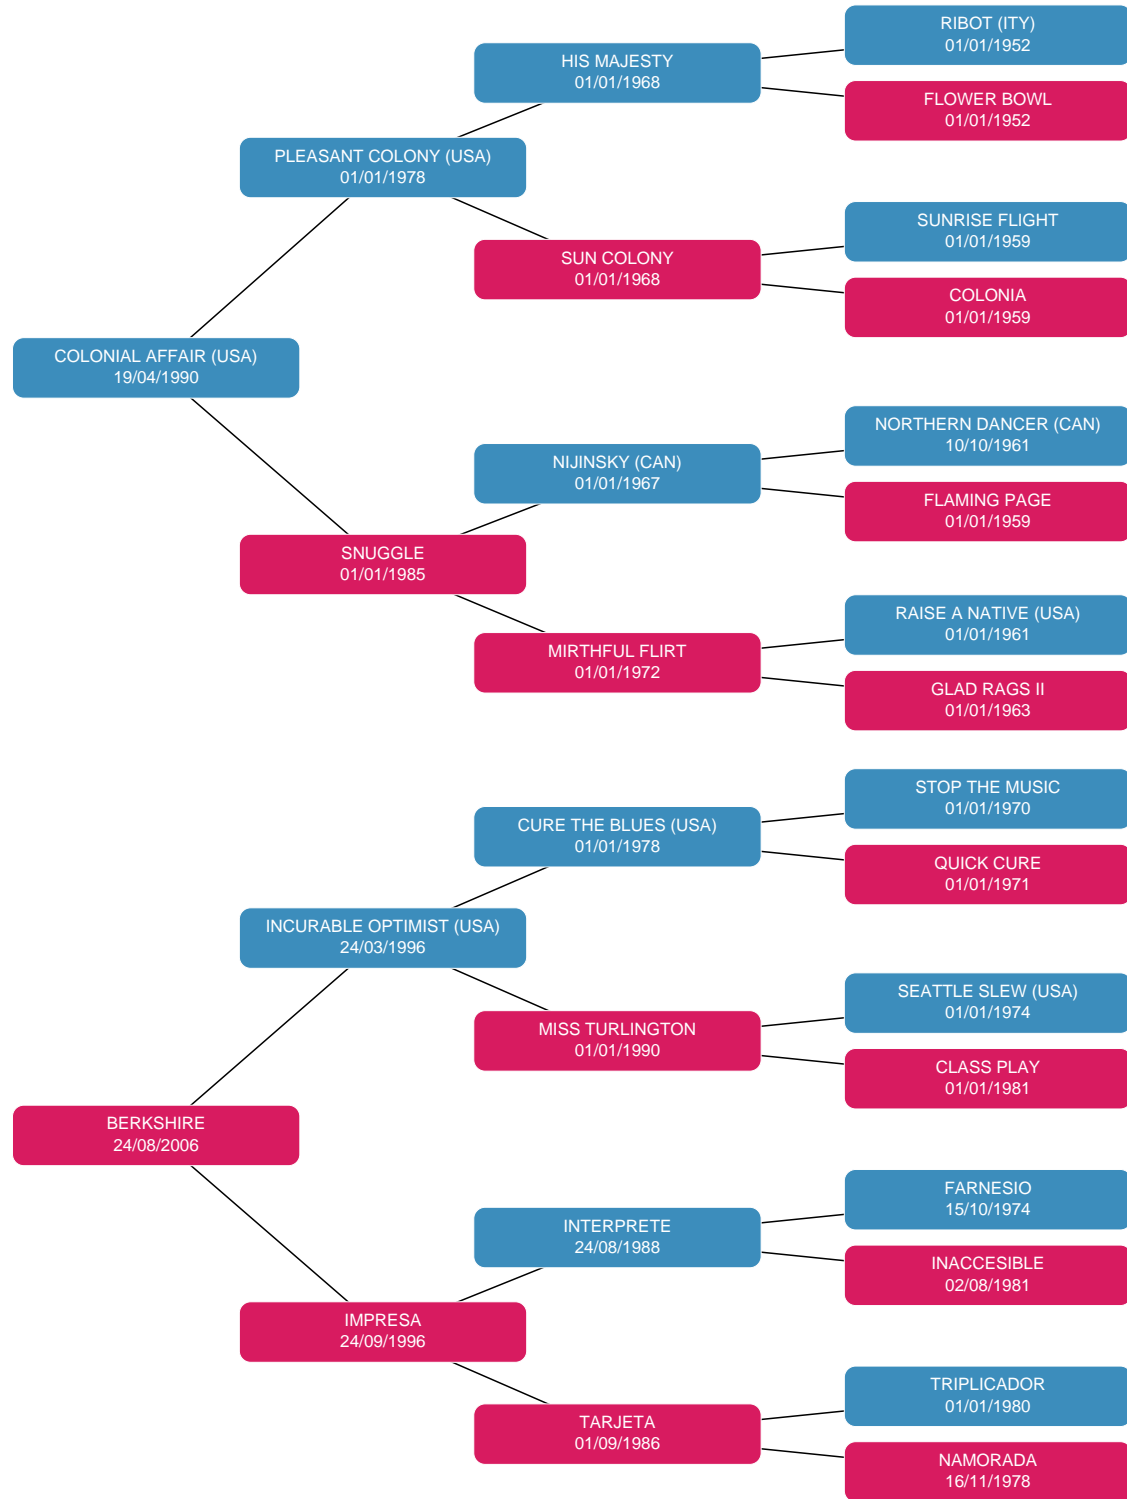 RIBOT (ITY)
01/01/1952
HIS MAJESTY
01/01/1968
FLOWER BOWL
01/01/1952
PLEASANT COLONY (USA)
01/01/1978
SUNRISE FLIGHT
01/01/1959
SUN COLONY
01/01/1968
COLONIA
01/01/1959
COLONIAL AFFAIR (USA)
19/04/1990
NORTHERN DANCER (CAN)
10/10/1961
NIJINSKY (CAN)
01/01/1967
FLAMING PAGE
01/01/1959
SNUGGLE
01/01/1985
RAISE A NATIVE (USA)
01/01/1961
MIRTHFUL FLIRT
01/01/1972
GLAD RAGS II
01/01/1963
STOP THE MUSIC
01/01/1970
CURE THE BLUES (USA)
01/01/1978
QUICK CURE
01/01/1971
INCURABLE OPTIMIST (USA)
24/03/1996
SEATTLE SLEW (USA)
01/01/1974
MISS TURLINGTON
01/01/1990
CLASS PLAY
01/01/1981
BERKSHIRE
24/08/2006
FARNESIO
15/10/1974
INTERPRETE
24/08/1988
INACCESIBLE
02/08/1981
IMPRESA
24/09/1996
TRIPLICADOR
01/01/1980
TARJETA
01/09/1986
NAMORADA
16/11/1978